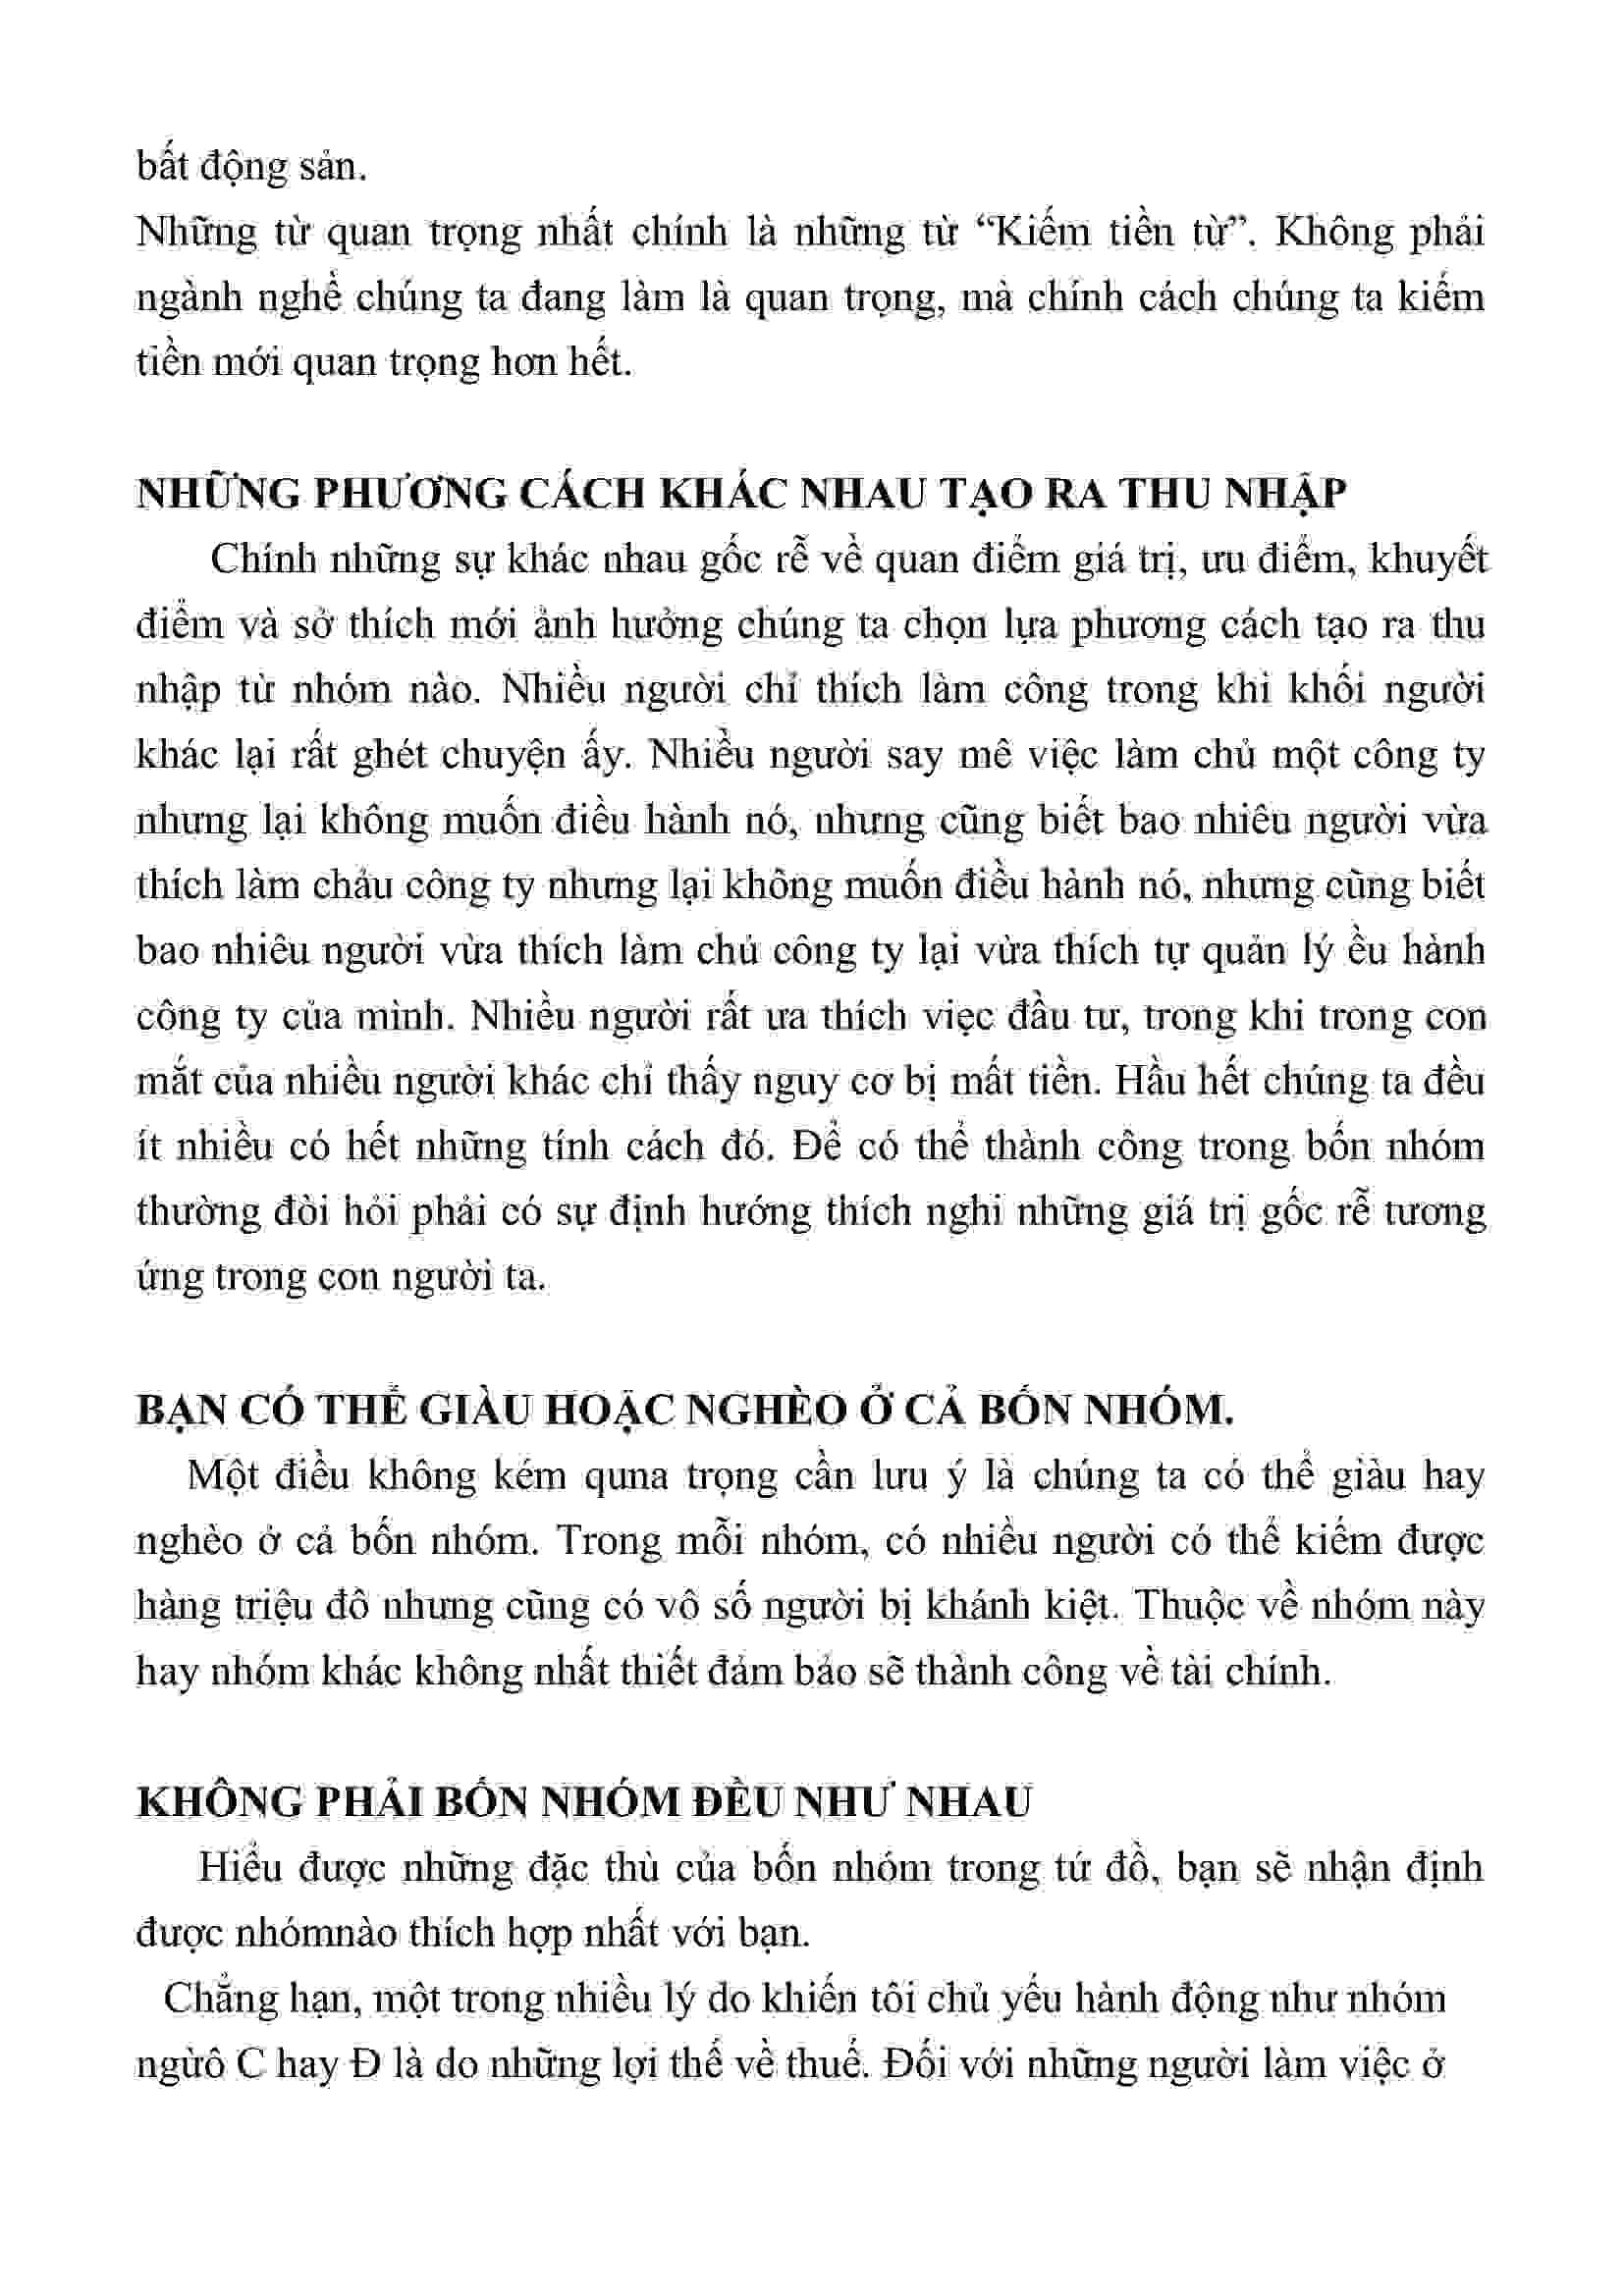 bất động sản.
Những từ quan trọng nhất chính là những từ “Kiếm tiền từ”. Không phải
ngành nghề chúng ta đang làm là quan trọng, mà chính cách chúng ta kiếm
tiền mới quan trọng hơn hết.
NHỮNG PHƯƠNG CÁCH KHÁC NHAU TẠO RA THU NHẬP
Chính những sự khác nhau gốc rễ về quan điểm giá trị, ưu điểm, khuyết
điểm và sở thích mới ảnh hưởng chúng ta chọn lựa phương cách tạo ra thu
nhập từ nhóm nào. Nhiều người chỉ thích làm công trong khi khối người
khác lại rất ghét chuyện ấy. Nhiều người say mê việc làm chủ một công ty
nhưng lại không muốn điều hành nó, nhưng cũng biết bao nhiêu người vừa
thích làm cháu công ty nhưng lại không muốn điều hành nó, nhưng cũng biết
bao nhiêu người vừa thích làm chủ công ty lại vừa thích tự quản lý ều hành
công ty của mình. Nhiều người rất ưa thích việc đầu tư, trong khi trong con
mắt của nhiều người khác chỉ thấy nguy cơ bị mất tiền. Hầu hết chúng ta đều
ít nhiều có hết những tính cách đó. Để có thể thành công trong bốn nhóm
thường đòi hỏi phải có sự định hướng thích nghi những giá trị gốc rễ tương
ứng trong con người ta.
BẠN CÓ THỂ GIÀU HOẶC NGHÈO Ở CẢ BỐN NHÓM.
Một điều không kém quna trọng cần lưu ý là chúng ta có thể giàu hay
nghèo ở cả bốn nhóm. Trong mỗi nhóm, có nhiều người có thể kiếm được
hàng triệu đô nhưng cũng có vô số người bị khánh kiệt. Thuộc về nhóm này
hay nhóm khác không nhất thiết đảm bảo sẽ thành công về tài chính.
KHÔNG PHẢI BỐN NHÓM ĐỀU NHƯ NHAU
Hiểu được những đặc thù của bốn nhóm trong tứ đồ, bạn sẽ nhận định
được nhómnào thích hợp nhất với bạn.
Chẳng hạn, một trong nhiều lý do khiến tôi chủ yếu hành động như nhóm
ngừô C hay Đ là do những lợi thế về thuế. Đối với những người làm việc ở